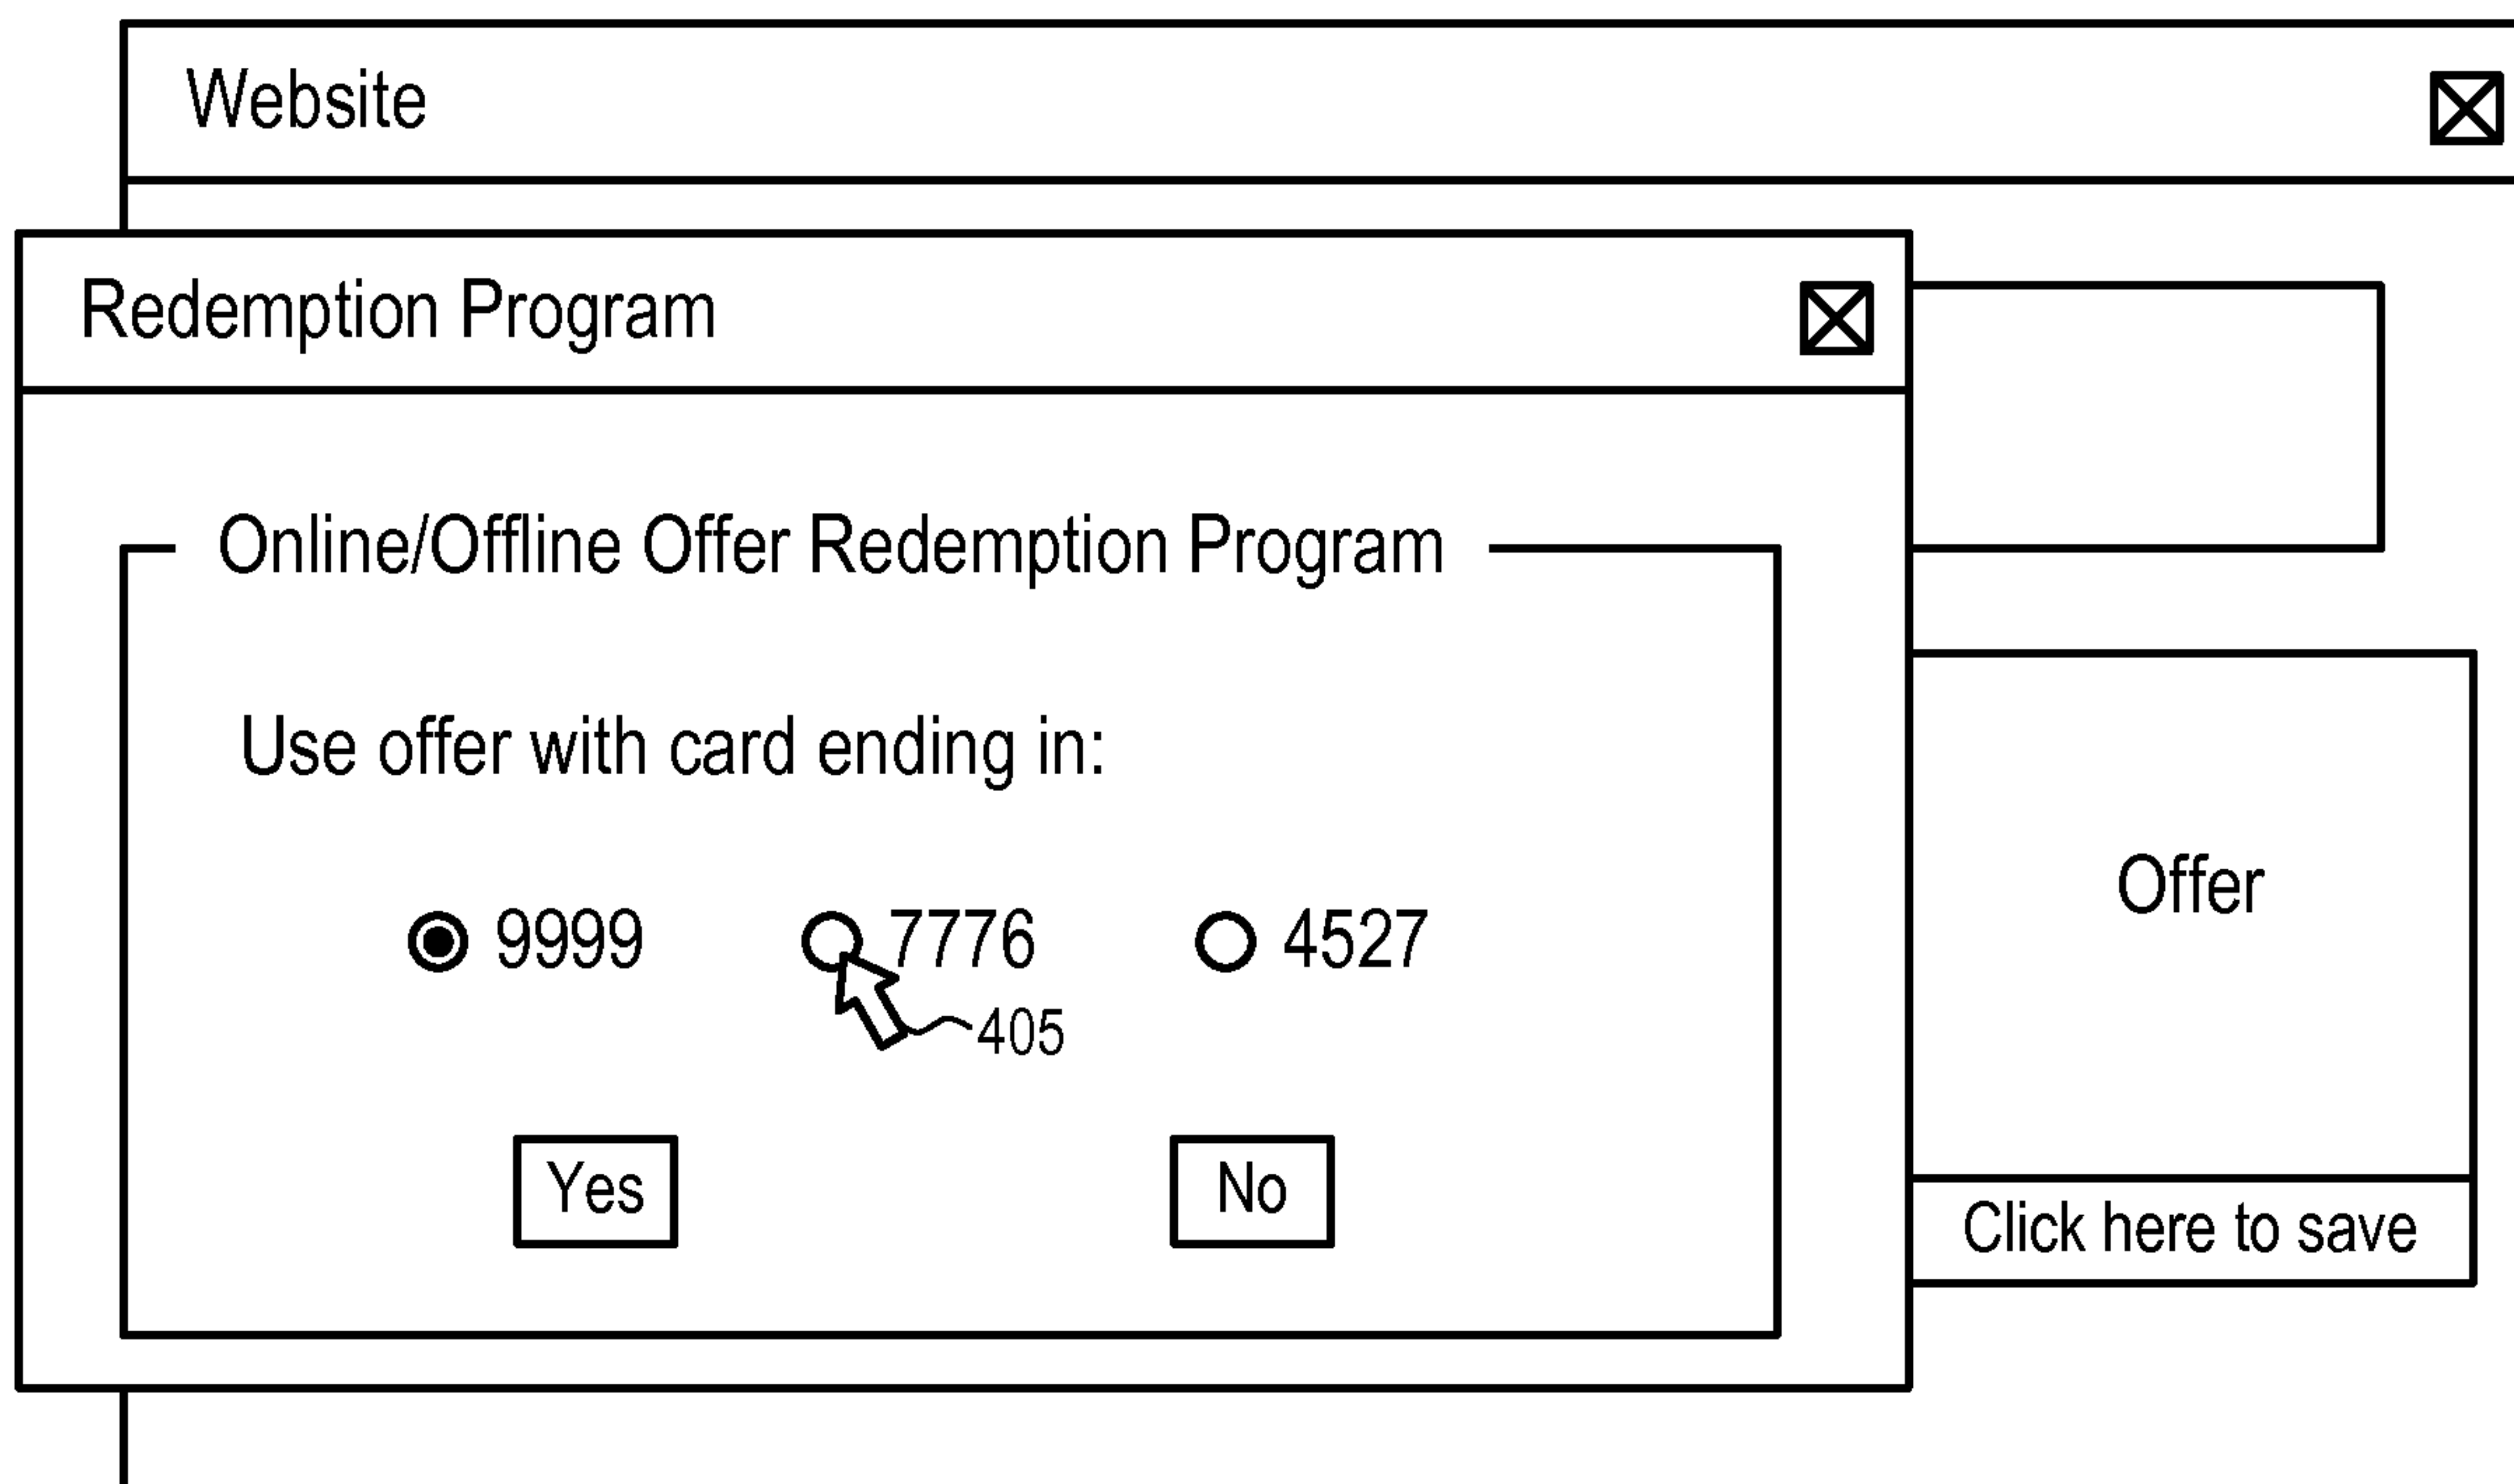 Website
Redemption Program
Online/Offline Offer Redemption Program
Use offer with card ending in:
9999 7776 4527
405
Yes No
Offer
Click here to save